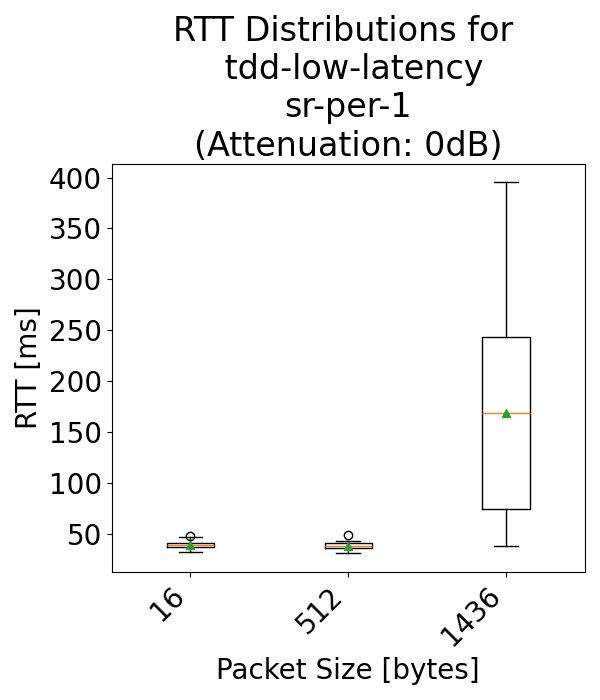 RTT Distributions for
tdd-low-latency
sr-per-1
(Attenuation: 0dB)
400
350
300
250
200
150
100
50
RTT [ms]
16
512
1436
Packet Size [bytes]